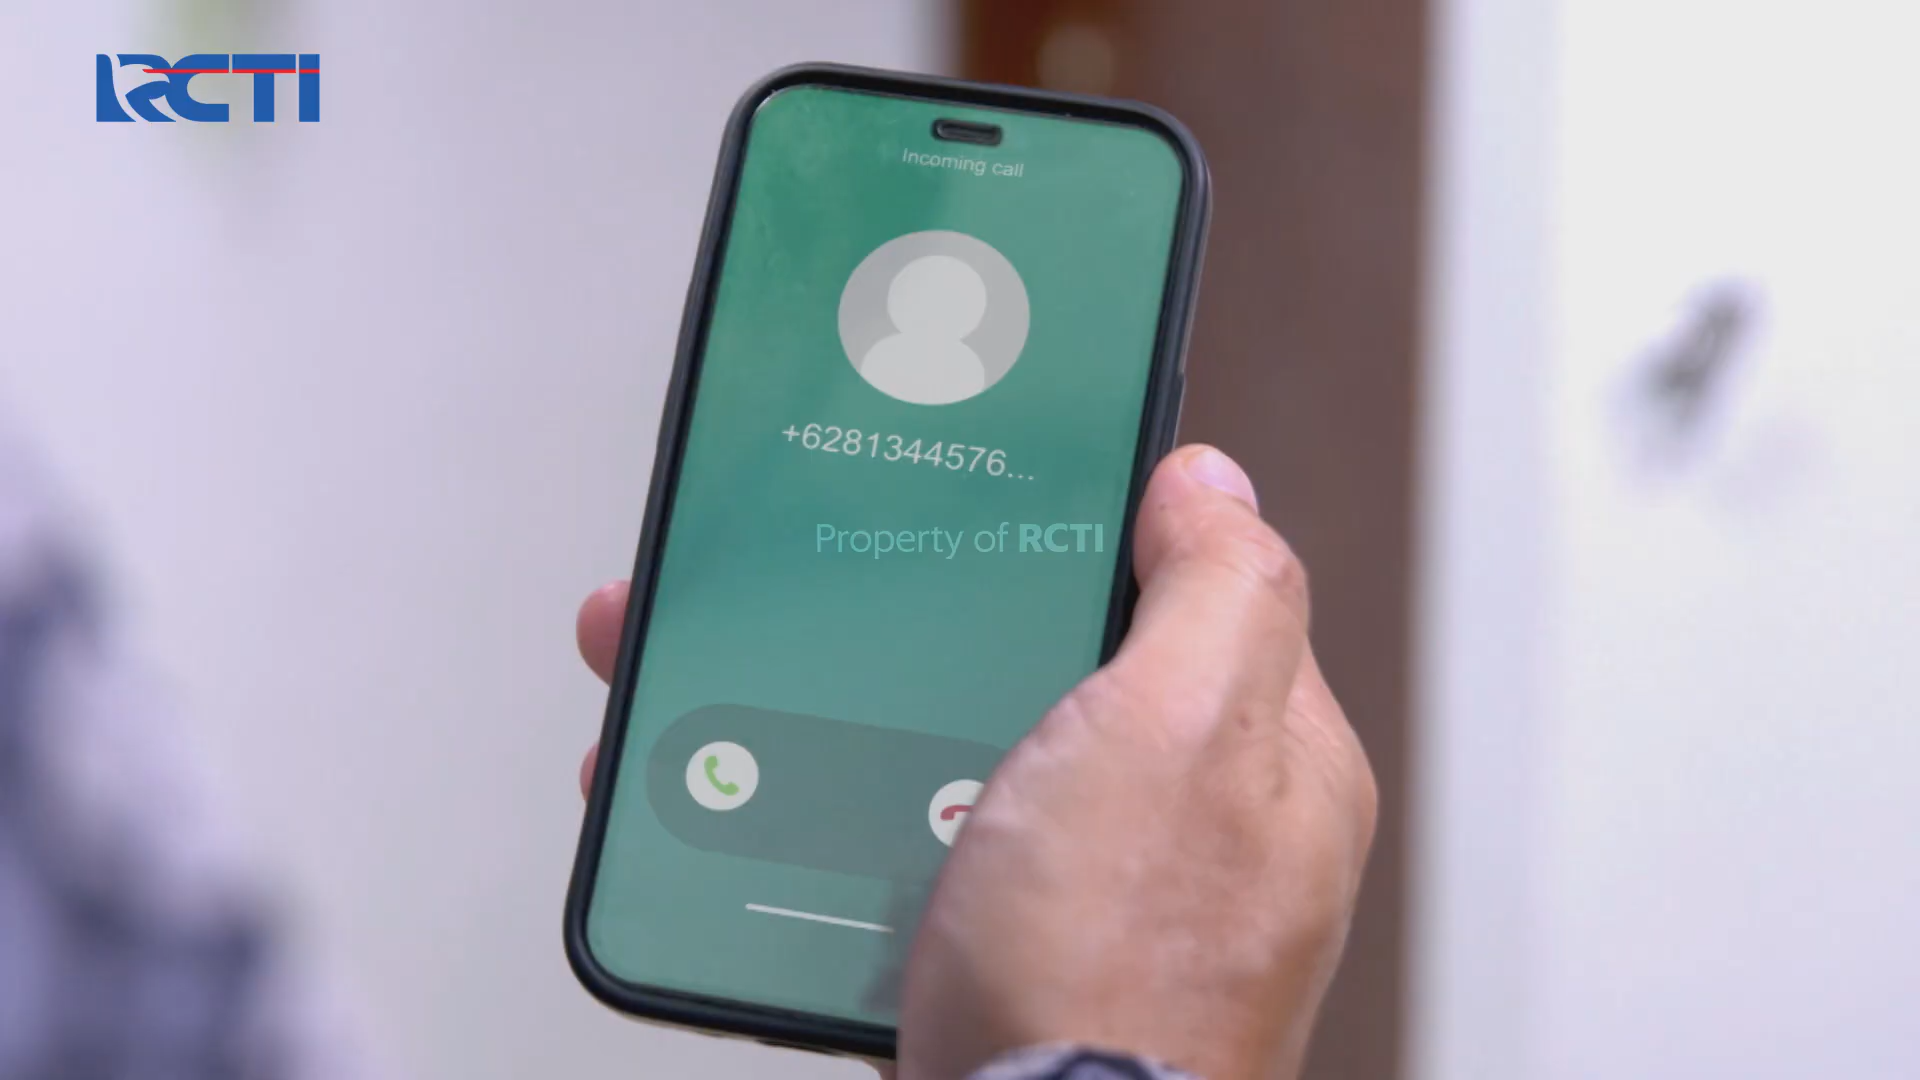 RCTI
Incoming call
+6281344576...
Property of RCTI